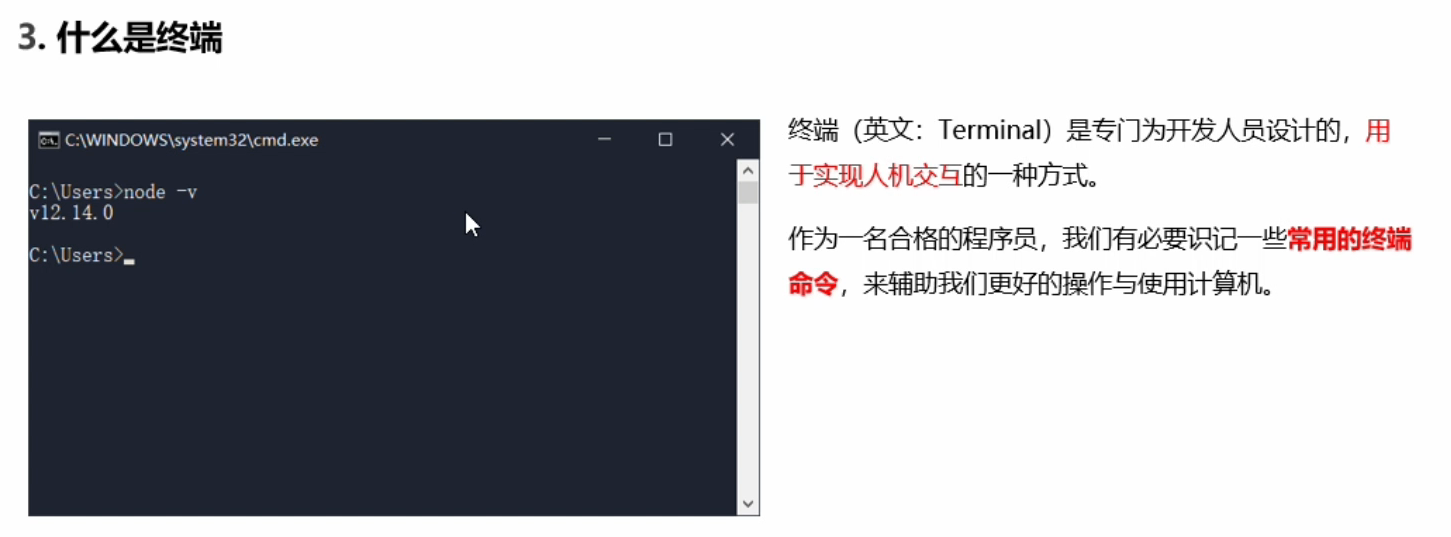 3. 什么是终端
C:\WINDOWS\system32\cmd.exe
C:\Users>node -v
v12.14.0
C:\Users>
终端（英文：Terminal）是专门为开发人员设计的，用
于实现人机交互的一种方式。
作为一名合格的程序员，我们有必要识记一些常用的终端
命令，来辅助我们更好的操作与使用计算机。